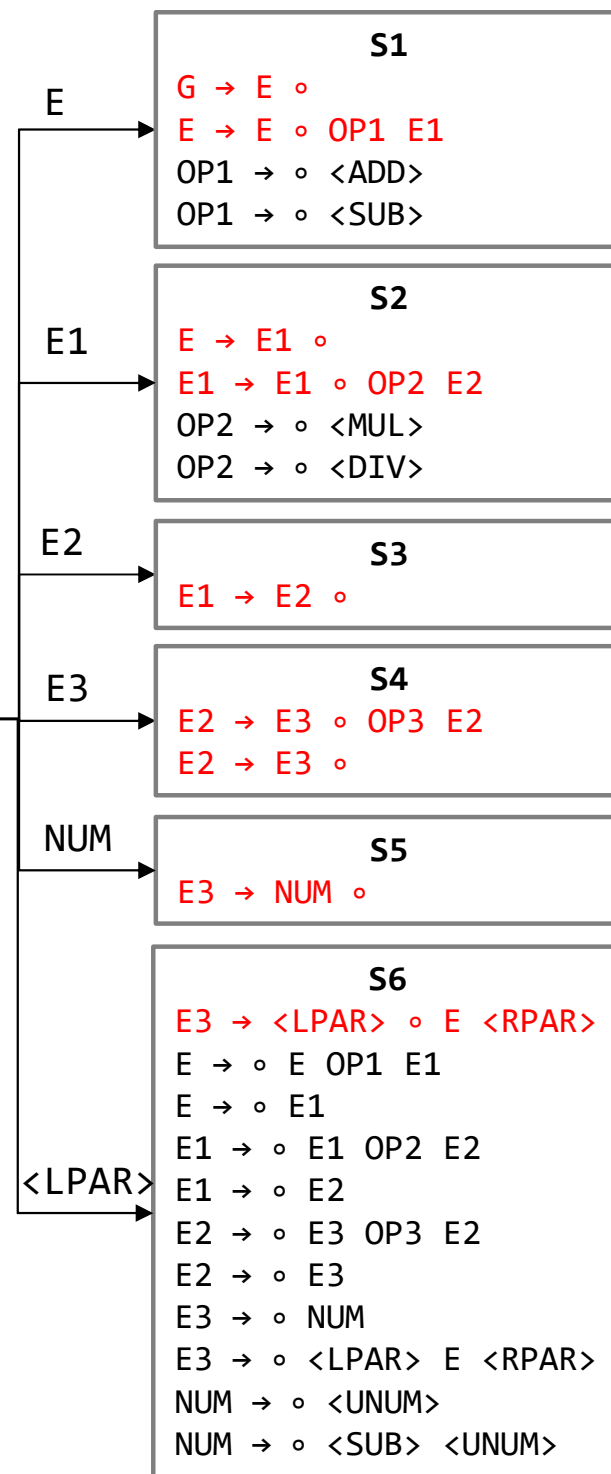 S1
E
G → E ∘
E → E ∘ OP1 E1
OP1 → ∘ <ADD>
OP1 → ∘ <SUB>
S2
E1
E → E1 ∘
E1 → E1 ∘ OP2 E2
OP2 → ∘ <MUL>
OP2 → ∘ <DIV>
E2
S3
E1 → E2 ∘
E3
S4
E2 → E3 ∘ OP3 E2
E2 → E3 ∘
NUM
S5
E3 → NUM ∘
S6
E3 → <LPAR> ∘ E <RPAR>
E → ∘ E OP1 E1
E → ∘ E1
E1 → ∘ E1 OP2 E2
<LPAR>
E1 → ∘ E2
E2 → ∘ E3 OP3 E2
E2 → ∘ E3
E3 → ∘ NUM
E3 → ∘ <LPAR> E <RPAR>
NUM → ∘ <UNUM>
NUM → ∘ <SUB> <UNUM>